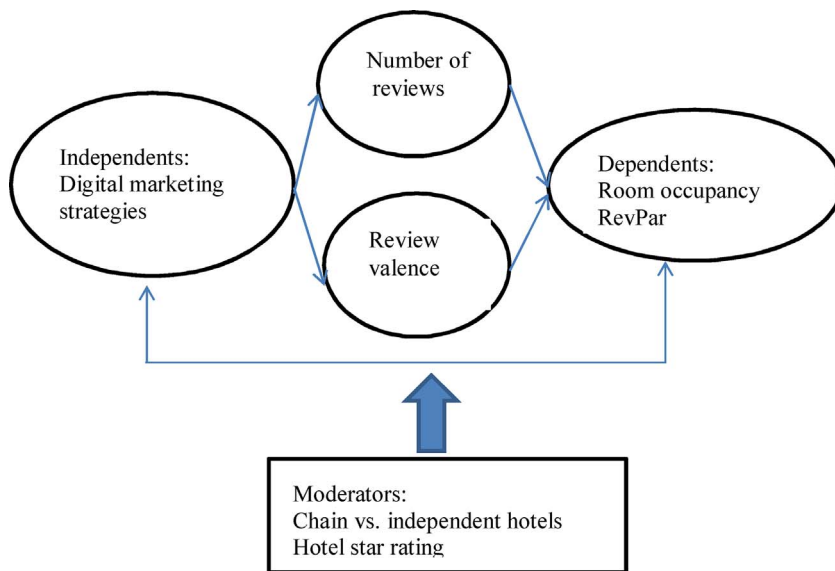 Number of
reviews
Independents:
Digital marketing
strategies
Review
valence
Dependents:
Room occupancy
RevPar
Moderators:
Chain vs. independent hotels
Hotel star rating